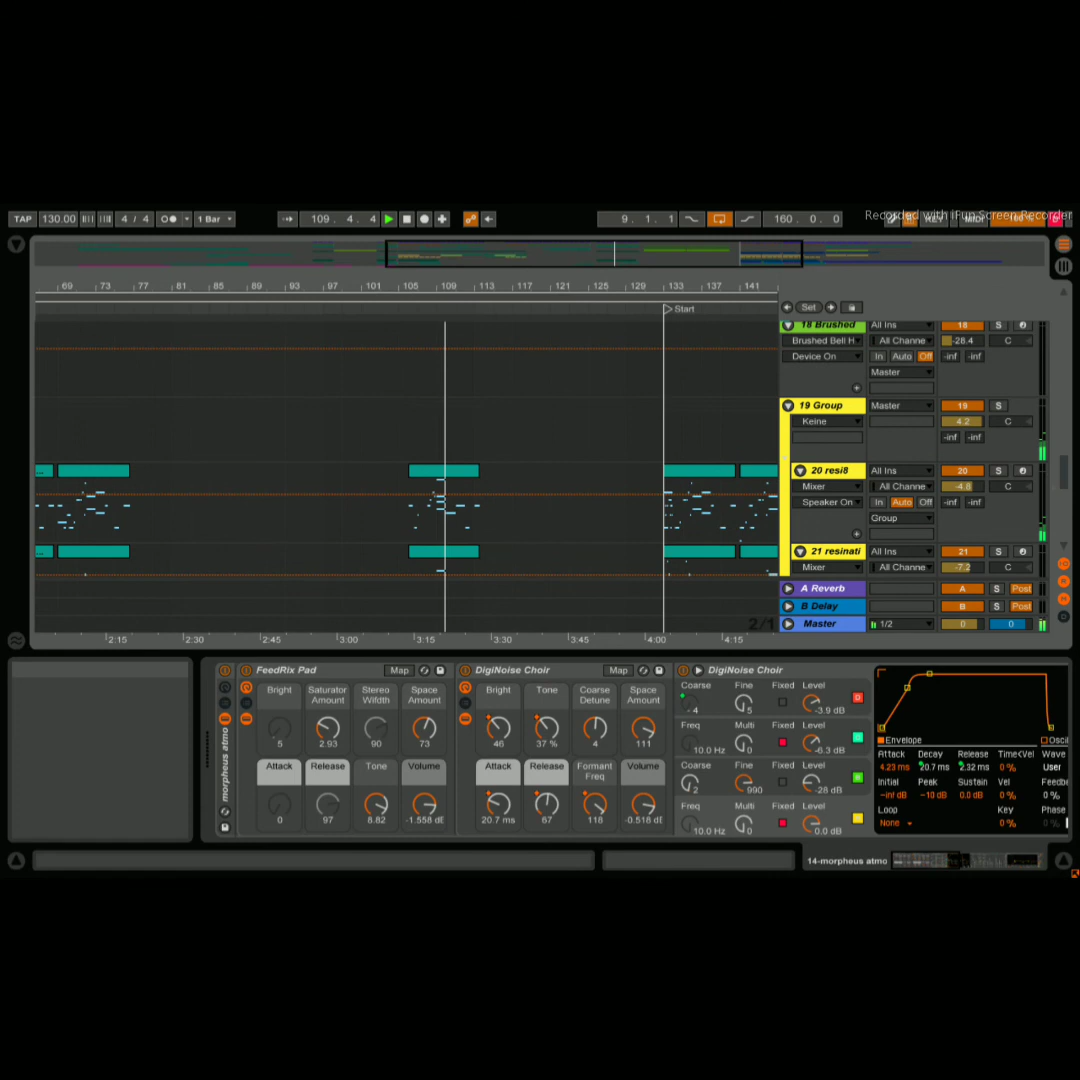 TAP 130.00 4 / 4 1 Bar 109 . 4 . 4 9 . 1 . 1 160 . 0 . 0
Recorded with iFun Screen Recorder
69 73 77 81 85 89 93 97 101 105 109 113 117 121 125 129 133 137 141
Start
Set
18 Brushed All Ins 18 S
Brushed Bell H All Channe -28.4 C
Device On In Auto Off -inf -inf
Master
19 Group Master 19 S
Keine 4.2 C
-inf -inf
20 resi8 All Ins 20 S
Mixer All Channe -4.8 C
Speaker On In Auto Off -inf -inf
Group
21 resinati All Ins 21 S
Mixer All Channe -7.2 C
A Reverb A S Post
B Delay B S Post
2/1 Master 1/2 0 0
2:15 2:30 2:45 3:00 3:15 3:30 3:45 4:00 4:15
morpheus atmo
FeedRix Pad Map
Bright Saturator Amount Stereo Wifdth Space Amount
5 2.93 90 73
Attack Release Tone Volume
0 97 8.82 -1.558 dE
DigiNoise Choir Map
Bright Tone Coarse Detune Space Amount
46 37 % 4 111
Attack Release Formant Freq Volume
20.7 ms 67 118 -0.518 dE
DigiNoise Choir
Coarse Fine Fixed Level
4 5 -3.9 dB
Freq Multi Fixed Level
10.0 Hz 0 -6.3 dB
Coarse Fine Fixed Level
2 990 -28 dB
Freq Multi Fixed Level
10.0 Hz 0 0.0 dB
Envelope Oscil
Attack Decay Release Time<Vel Wave
4.23 ms 20.7 ms 2.32 ms 0 % User
Initial Peak Sustain Vel Feedb
-inf dB -10 dB 0.0 dB 0 % 0 %
Loop Key Phase
None 0 % 0 %
14-morpheus atmo